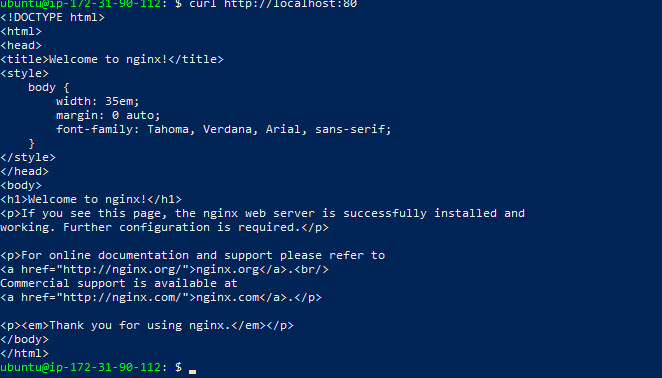 ubuntu@ip-172-31-90-112: $ curl http://localhost:80
<!DOCTYPE html>
<html>
<head>
<title>Welcome to nginx!</title>
<style>
    body {
        width: 35em;
        margin: 0 auto;
        font-family: Tahoma, Verdana, Arial, sans-serif;
    }
</style>
</head>
<body>
<h1>Welcome to nginx!</h1>
<p>If you see this page, the nginx web server is successfully installed and
working. Further configuration is required.</p>

<p>For online documentation and support please refer to
<a href="http://nginx.org/">nginx.org</a>.<br/>
Commercial support is available at
<a href="http://nginx.com/">nginx.com</a>.</p>

<p><em>Thank you for using nginx.</em></p>
</body>
</html>
ubuntu@ip-172-31-90-112: $